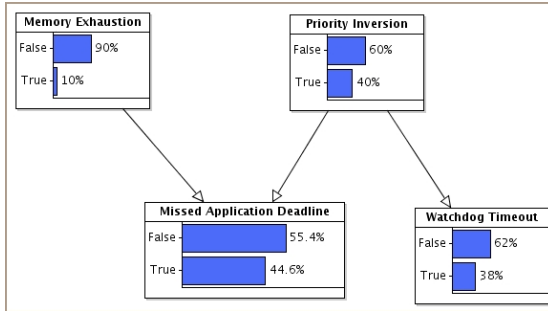 Memory Exhaustion
False 90%
True 10%
Priority Inversion
False 60%
True 40%
Missed Application Deadline
False 55.4%
True 44.6%
Watchdog Timeout
False 62%
True 38%